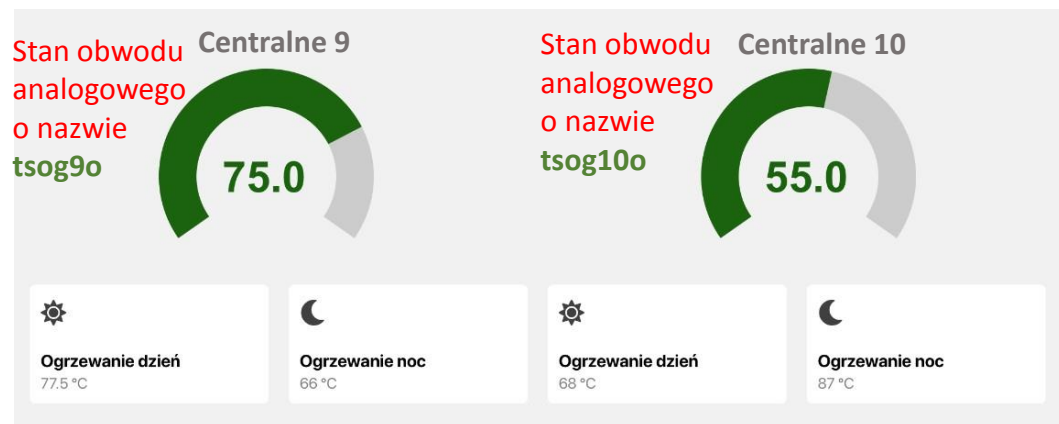 Stan obwodu
analogowego
o nazwie
tsog9o
Centralne 9
75.0
Stan obwodu
analogowego
o nazwie
tsog10o
Centralne 10
55.0
Ogrzewanie dzień
77.5 °C
Ogrzewanie noc
66 °C
Ogrzewanie dzień
68 °C
Ogrzewanie noc
87 °C